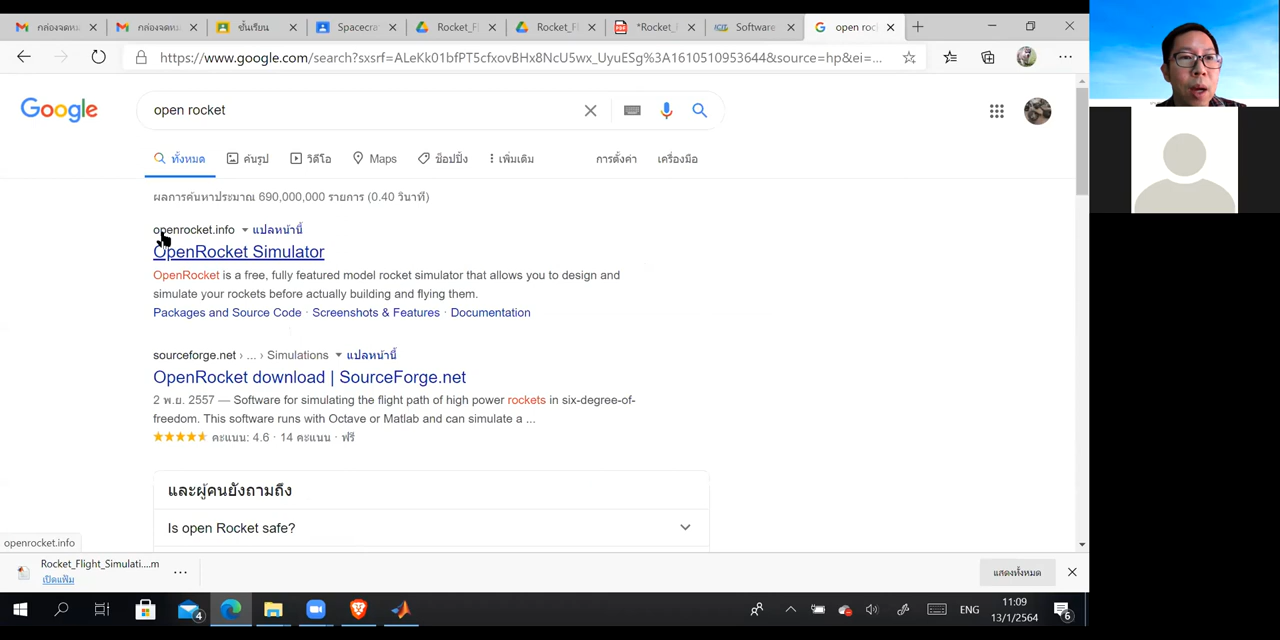 กล่องจดหม
กล่องจดหม
ชั้นเรียน
Spacecra
Rocket_Fl
Rocket_Fl
*Rocket_F
Software
open roc
https://www.google.com/search?sxsrf=ALeKk01bfPT5cfxovBHx8NcU5wx_UyuESg%3A1610510953644&source=hp&ei=...
Google
open rocket
ทั้งหมด
ค้นรูป
วิดีโอ
Maps
ช็อปปิ้ง
เพิ่มเติม
การตั้งค่า
เครื่องมือ
ผลการค้นหาประมาณ 690,000,000 รายการ (0.40 วินาที)
openrocket.info แปลหน้านี้
OpenRocket Simulator
OpenRocket is a free, fully featured model rocket simulator that allows you to design and
simulate your rockets before actually building and flying them.
Packages and Source Code · Screenshots & Features · Documentation
sourceforge.net › ... › Simulations แปลหน้านี้
OpenRocket download | SourceForge.net
2 พ.ย. 2557 — Software for simulating the flight path of high power rockets in six-degree-of-
freedom. This software runs with Octave or Matlab and can simulate a ...
คะแนน: 4.6 · 14 คะแนน · ฟรี
และผู้คนยังถามถึง
Is open Rocket safe?
openrocket.info
Rocket_Flight_Simulati....m
เปิดแฟ้ม
แสดงทั้งหมด
4
ENG
11:09
13/1/2564
6